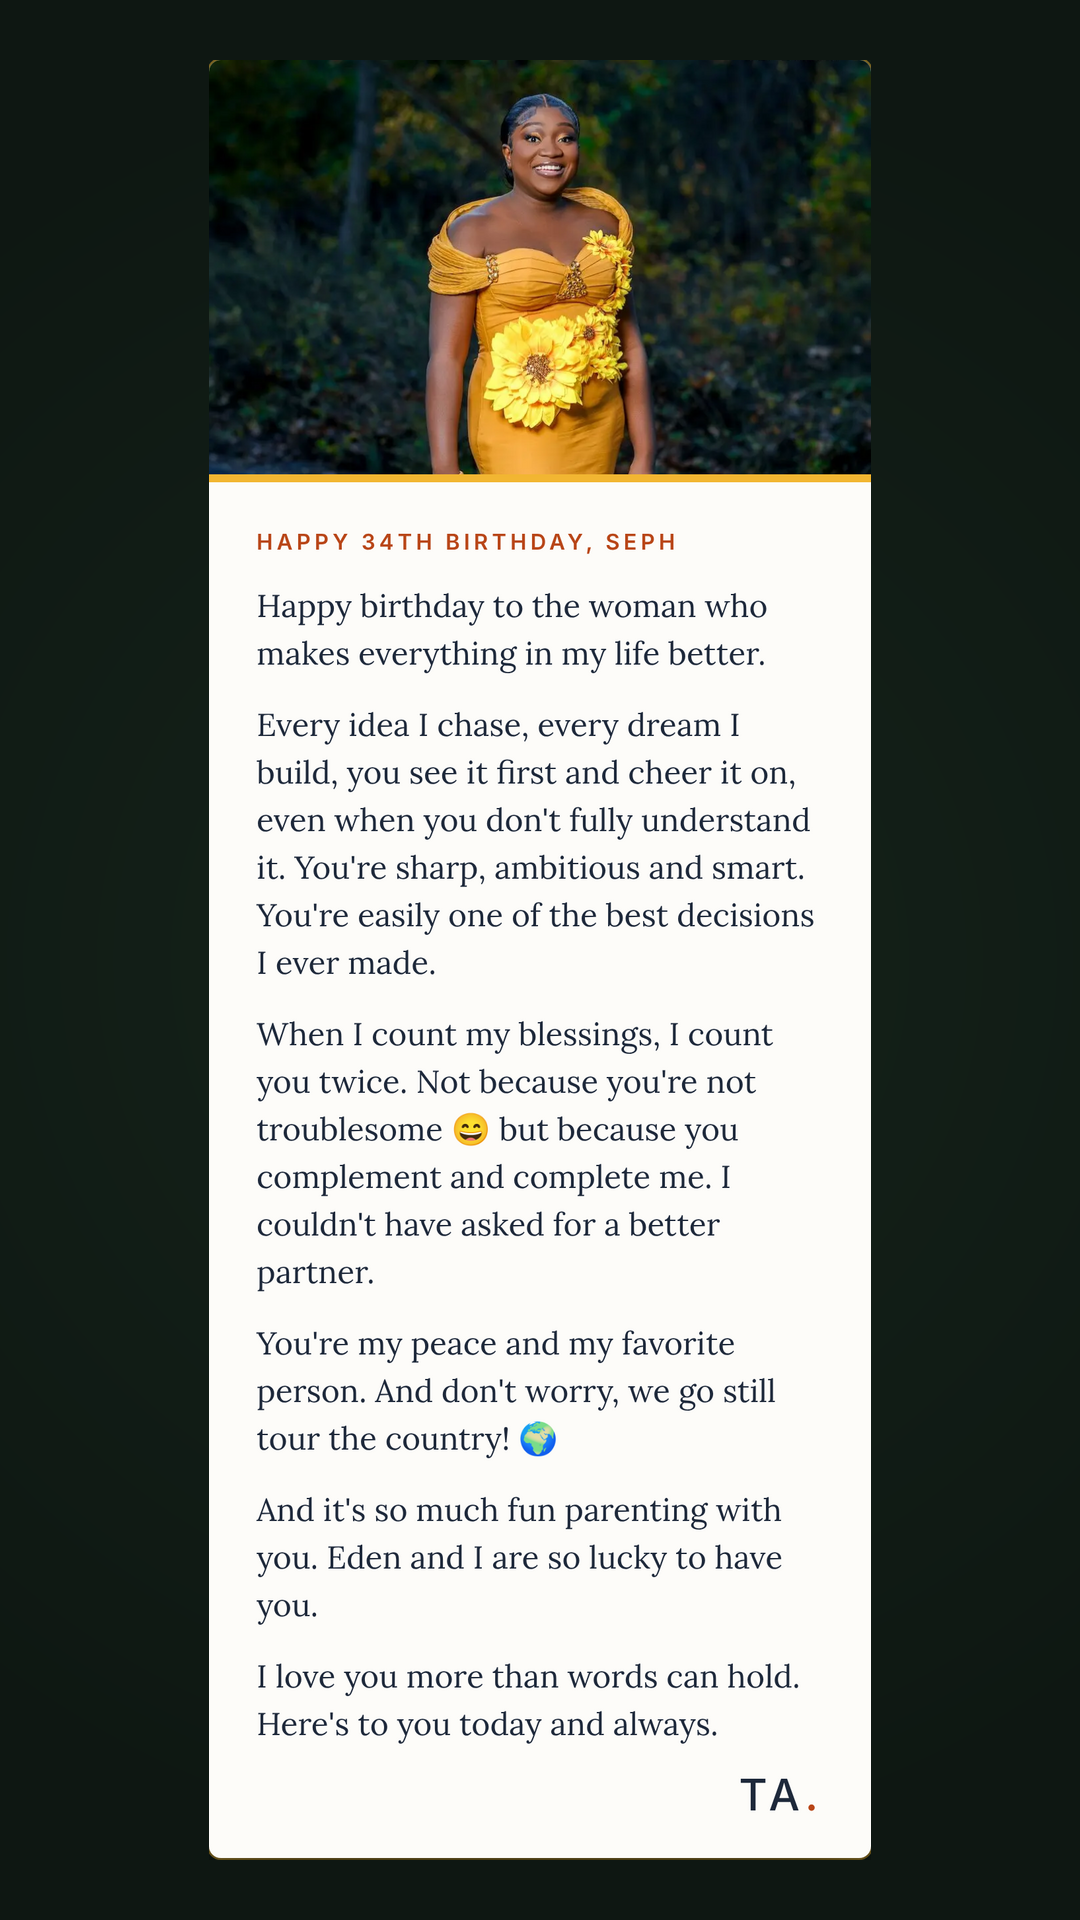 HAPPY 34TH BIRTHDAY, SEPH
Happy birthday to the woman who
makes everything in my life better.
Every idea I chase, every dream I
build, you see it first and cheer it on,
even when you don't fully understand
it. You're sharp, ambitious and smart.
You're easily one of the best decisions
I ever made.
When I count my blessings, I count
you twice. Not because you're not
troublesome 😄 but because you
complement and complete me. I
couldn't have asked for a better
partner.
You're my peace and my favorite
person. And don't worry, we go still
tour the country! 🌍
And it's so much fun parenting with
you. Eden and I are so lucky to have
you.
I love you more than words can hold.
Here's to you today and always.
TA.